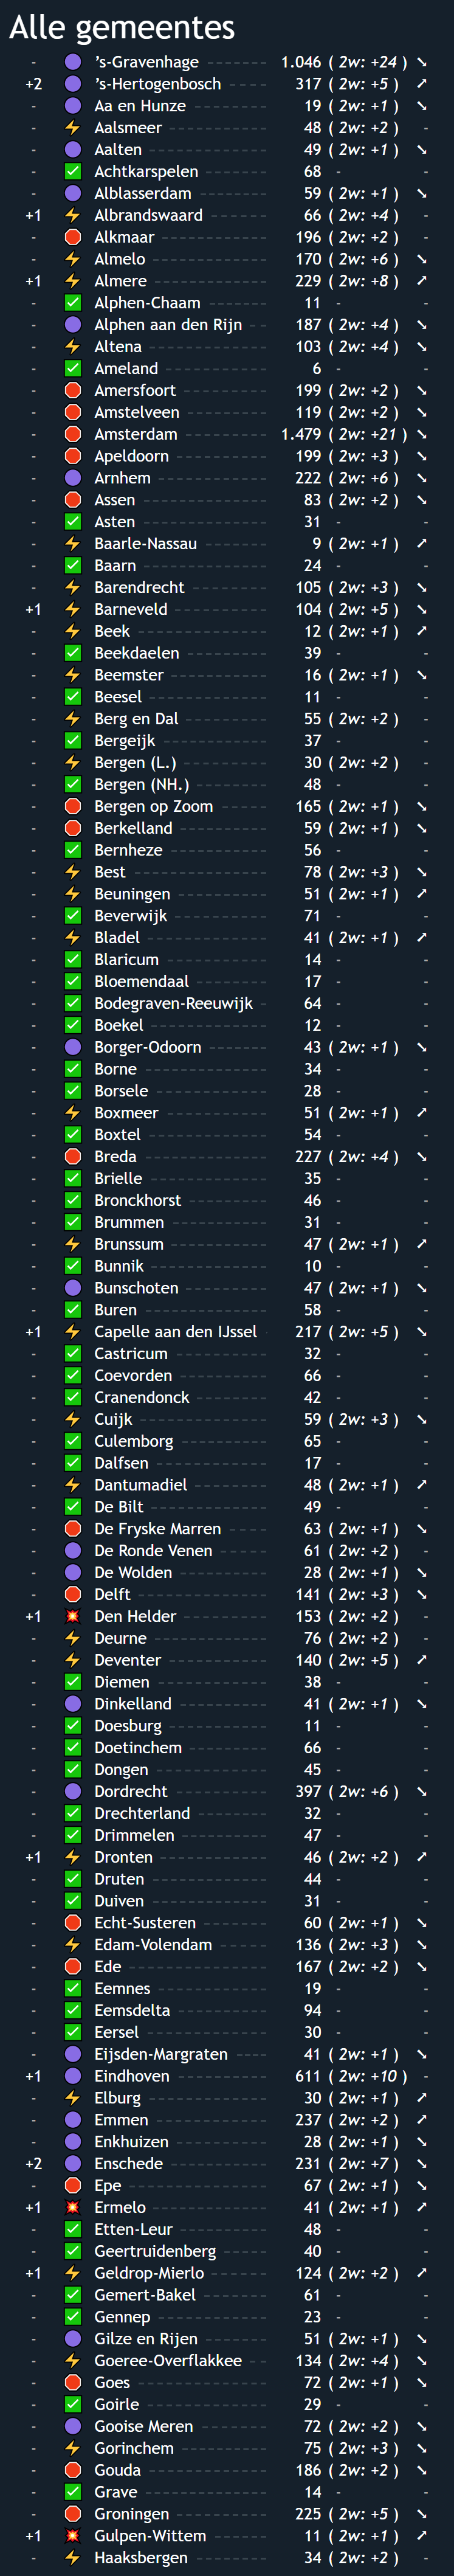 Alle gemeentes
- 🟣 ’s-Gravenhage 1.046 ( 2w: +24 ) ➘
+2 🟣 ’s-Hertogenbosch 317 ( 2w: +5 ) ➚
- 🟣 Aa en Hunze 19 ( 2w: +1 ) ➘
- ⚡ Aalsmeer 48 ( 2w: +2 ) -
- 🟣 Aalten 49 ( 2w: +1 ) ➘
- ✅ Achtkarspelen 68 - -
- 🟣 Alblasserdam 59 ( 2w: +1 ) ➘
+1 ⚡ Albrandswaard 66 ( 2w: +4 ) -
- 🛑 Alkmaar 196 ( 2w: +2 ) -
- ⚡ Almelo 170 ( 2w: +6 ) ➘
+1 ⚡ Almere 229 ( 2w: +8 ) ➚
- ✅ Alphen-Chaam 11 - -
- 🟣 Alphen aan den Rijn 187 ( 2w: +4 ) ➘
- ⚡ Altena 103 ( 2w: +4 ) ➘
- ✅ Ameland 6 - -
- 🛑 Amersfoort 199 ( 2w: +2 ) ➘
- 🛑 Amstelveen 119 ( 2w: +2 ) ➘
- 🛑 Amsterdam 1.479 ( 2w: +21 ) ➘
- 🛑 Apeldoorn 199 ( 2w: +3 ) ➘
- 🟣 Arnhem 222 ( 2w: +6 ) ➘
- 🛑 Assen 83 ( 2w: +2 ) ➘
- ✅ Asten 31 - -
- ⚡ Baarle-Nassau 9 ( 2w: +1 ) ➚
- ✅ Baarn 24 - -
- ⚡ Barendrecht 105 ( 2w: +3 ) ➘
+1 ⚡ Barneveld 104 ( 2w: +5 ) ➘
- ⚡ Beek 12 ( 2w: +1 ) ➚
- ✅ Beekdaelen 39 - -
- ⚡ Beemster 16 ( 2w: +1 ) ➘
- ✅ Beesel 11 - -
- ⚡ Berg en Dal 55 ( 2w: +2 ) -
- ✅ Bergeijk 37 - -
- ⚡ Bergen (L.) 30 ( 2w: +2 ) -
- ✅ Bergen (NH.) 48 - -
- 🛑 Bergen op Zoom 165 ( 2w: +1 ) ➘
- 🛑 Berkelland 59 ( 2w: +1 ) ➘
- ✅ Bernheze 56 - -
- ⚡ Best 78 ( 2w: +3 ) ➘
- ⚡ Beuningen 51 ( 2w: +1 ) ➚
- ✅ Beverwijk 71 - -
- ⚡ Bladel 41 ( 2w: +1 ) ➚
- ✅ Blaricum 14 - -
- ✅ Bloemendaal 17 - -
- ✅ Bodegraven-Reeuwijk 64 - -
- ✅ Boekel 12 - -
- 🟣 Borger-Odoorn 43 ( 2w: +1 ) ➘
- ✅ Borne 34 - -
- ✅ Borsele 28 - -
- ⚡ Boxmeer 51 ( 2w: +1 ) ➚
- ✅ Boxtel 54 - -
- 🛑 Breda 227 ( 2w: +4 ) ➘
- ✅ Brielle 35 - -
- ✅ Bronckhorst 46 - -
- ✅ Brummen 31 - -
- ⚡ Brunssum 47 ( 2w: +1 ) ➚
- ✅ Bunnik 10 - -
- 🟣 Bunschoten 47 ( 2w: +1 ) ➘
- ✅ Buren 58 - -
+1 ⚡ Capelle aan den IJssel 217 ( 2w: +5 ) ➘
- ✅ Castricum 32 - -
- ✅ Coevorden 66 - -
- ✅ Cranendonck 42 - -
- ⚡ Cuijk 59 ( 2w: +3 ) ➘
- ✅ Culemborg 65 - -
- ✅ Dalfsen 17 - -
- ⚡ Dantumadiel 48 ( 2w: +1 ) ➚
- ✅ De Bilt 49 - -
- 🛑 De Fryske Marren 63 ( 2w: +1 ) ➘
- 🟣 De Ronde Venen 61 ( 2w: +2 ) -
- 🟣 De Wolden 28 ( 2w: +1 ) ➘
- 🛑 Delft 141 ( 2w: +3 ) ➘
+1 💥 Den Helder 153 ( 2w: +2 ) -
- ⚡ Deurne 76 ( 2w: +2 ) -
- ⚡ Deventer 140 ( 2w: +5 ) ➚
- ✅ Diemen 38 - -
- 🟣 Dinkelland 41 ( 2w: +1 ) ➘
- ✅ Doesburg 11 - -
- ✅ Doetinchem 66 - -
- ✅ Dongen 45 - -
- 🟣 Dordrecht 397 ( 2w: +6 ) ➘
- ✅ Drechterland 32 - -
- ✅ Drimmelen 47 - -
+1 ⚡ Dronten 46 ( 2w: +2 ) ➚
- ✅ Druten 44 - -
- ✅ Duiven 31 - -
- 🛑 Echt-Susteren 60 ( 2w: +1 ) ➘
- ⚡ Edam-Volendam 136 ( 2w: +3 ) ➘
- 🛑 Ede 167 ( 2w: +2 ) ➘
- ✅ Eemnes 19 - -
- ✅ Eemsdelta 94 - -
- ✅ Eersel 30 - -
- 🟣 Eijsden-Margraten 41 ( 2w: +1 ) ➘
+1 🟣 Eindhoven 611 ( 2w: +10 ) -
- ⚡ Elburg 30 ( 2w: +1 ) ➚
- 🟣 Emmen 237 ( 2w: +2 ) ➚
- 🟣 Enkhuizen 28 ( 2w: +1 ) ➘
+2 🟣 Enschede 231 ( 2w: +7 ) ➘
- 🛑 Epe 67 ( 2w: +1 ) ➘
+1 💥 Ermelo 41 ( 2w: +1 ) ➚
- ✅ Etten-Leur 48 - -
- ✅ Geertruidenberg 40 - -
+1 ⚡ Geldrop-Mierlo 124 ( 2w: +2 ) ➚
- ✅ Gemert-Bakel 61 - -
- ✅ Gennep 23 - -
- 🟣 Gilze en Rijen 51 ( 2w: +1 ) ➘
- ⚡ Goeree-Overflakkee 134 ( 2w: +4 ) ➘
- 🛑 Goes 72 ( 2w: +1 ) ➘
- ✅ Goirle 29 - -
- 🟣 Gooise Meren 72 ( 2w: +2 ) ➘
- ⚡ Gorinchem 75 ( 2w: +3 ) ➘
- 🛑 Gouda 186 ( 2w: +2 ) ➘
- ✅ Grave 14 - -
- 🛑 Groningen 225 ( 2w: +5 ) ➘
+1 💥 Gulpen-Wittem 11 ( 2w: +1 ) ➚
- ⚡ Haaksbergen 34 ( 2w: +2 ) -